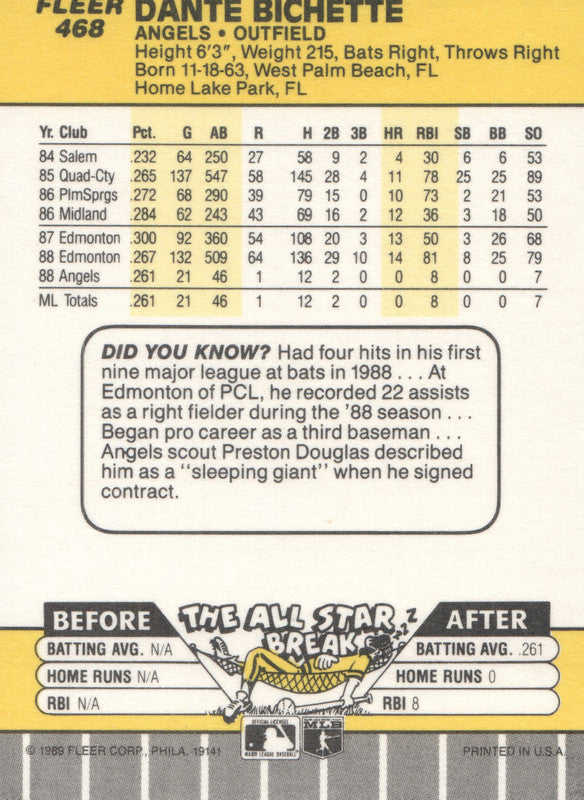 FLEER DANTE BICHETTE
468 ANGELS • OUTFIELD
Height 6'3", Weight 215, Bats Right, Throws Right
Born 11-18-63, West Palm Beach, FL
Home Lake Park, FL
Yr. Club Pct. G AB R H 2B 3B HR RBI SB BB SO
84 Salem .232 64 250 27 58 9 2 4 30 6 6 53
85 Quad-Cty .265 137 547 58 145 28 4 11 78 25 25 89
86 PlmSprgs .272 68 290 39 79 15 0 10 73 2 21 53
86 Midland .284 62 243 43 69 16 2 12 36 3 18 50
87 Edmonton .300 92 360 54 108 20 3 13 50 3 26 68
88 Edmonton .267 132 509 64 136 29 10 14 81 8 25 79
88 Angels .261 21 46 1 12 2 0 0 8 0 0 7
ML Totals .261 21 46 1 12 2 0 0 8 0 0 7
DID YOU KNOW? Had four hits in his first
nine major league at bats in 1988 . . . At
Edmonton of PCL, he recorded 22 assists
as a right fielder during the '88 season . . .
Began pro career as a third baseman . . .
Angels scout Preston Douglas described
him as a "sleeping giant" when he signed
contract.
THE ALL STAR
BREAK
ZZZ
BEFORE
BATTING AVG. N/A
HOME RUNS N/A
RBI N/A
AFTER
BATTING AVG. .261
HOME RUNS 0
RBI 8
OFFICIAL LICENSEE
MAJOR LEAGUE BASEBALL
MLB
© 1989 FLEER CORP., PHILA. 19141
PRINTED IN U.S.A.